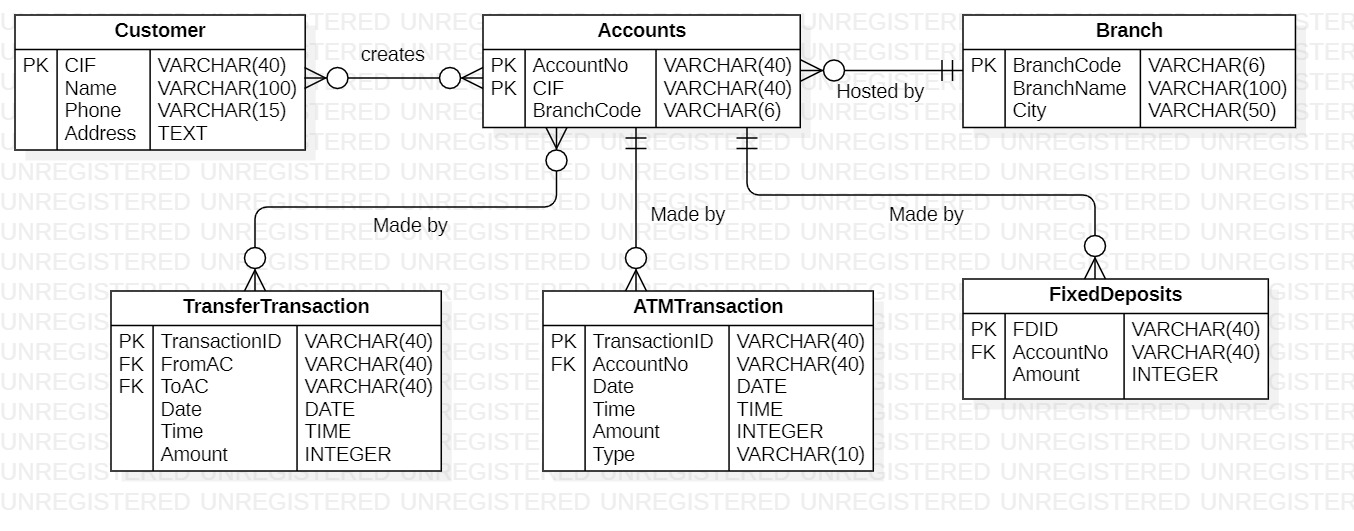 Customer
PK CIF VARCHAR(40)
Name VARCHAR(100)
Phone VARCHAR(15)
Address TEXT
creates
Accounts
PK AccountNo VARCHAR(40)
PK CIF VARCHAR(40)
BranchCode VARCHAR(6)
Hosted by
Branch
PK BranchCode VARCHAR(6)
BranchName VARCHAR(100)
City VARCHAR(50)
Made by
Made by
Made by
TransferTransaction
PK TransactionID VARCHAR(40)
FK FromAC VARCHAR(40)
FK ToAC VARCHAR(40)
Date DATE
Time TIME
Amount INTEGER
ATMTransaction
PK TransactionID VARCHAR(40)
FK AccountNo VARCHAR(40)
Date DATE
Time TIME
Amount INTEGER
Type VARCHAR(10)
FixedDeposits
PK FDID VARCHAR(40)
FK AccountNo VARCHAR(40)
Amount INTEGER
UNREGISTERED UNREGISTERED UNREGISTERED UNREGISTERED UNREGISTERED UNREGISTERED UNREGISTERED